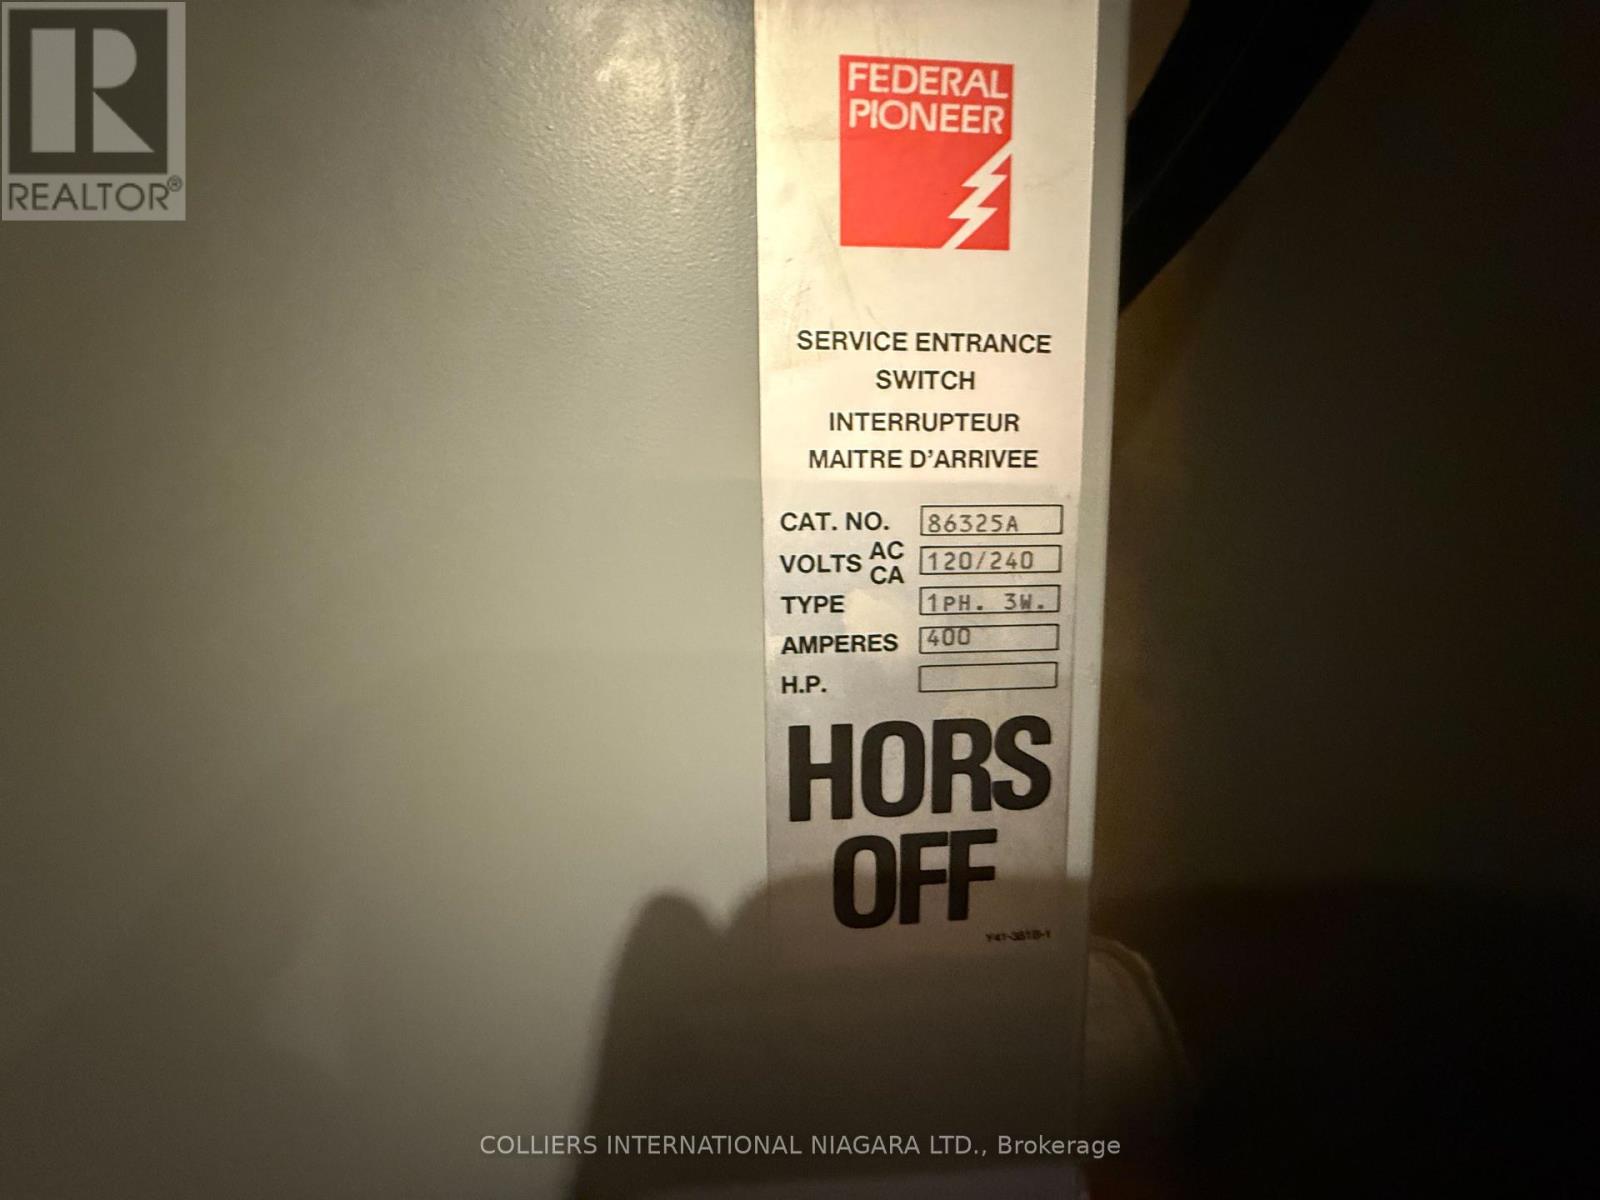 REALTOR®
FEDERAL
PIONEER
SERVICE ENTRANCE
SWITCH
INTERRUPTEUR
MAITRE D'ARRIVEE
CAT. NO. 86325A
VOLTS AC CA 120/240
TYPE 1PH. 3W.
AMPERES 400
H.P.
HORS
OFF
COLLIERS INTERNATIONAL NIAGARA LTD., Brokerage